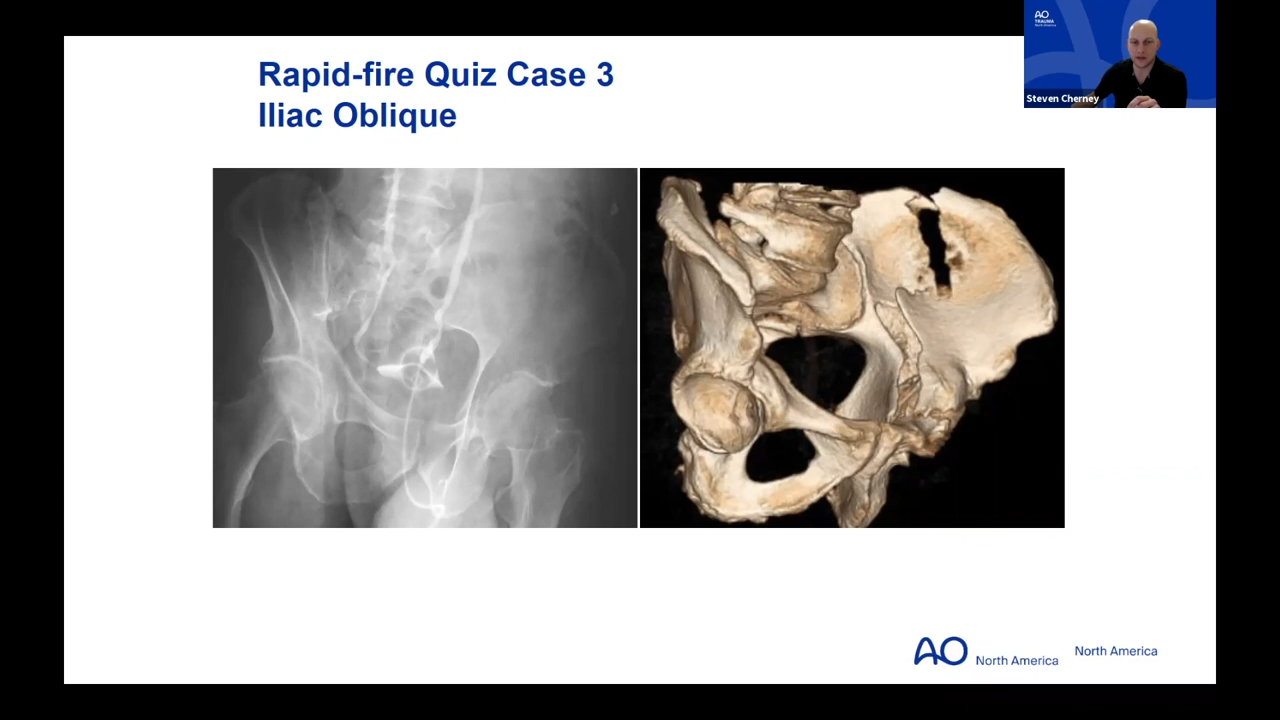 Rapid-fire Quiz Case 3
Iliac Oblique
AO
TRAUMA
North America
Steven Cherney
AO North America
North America